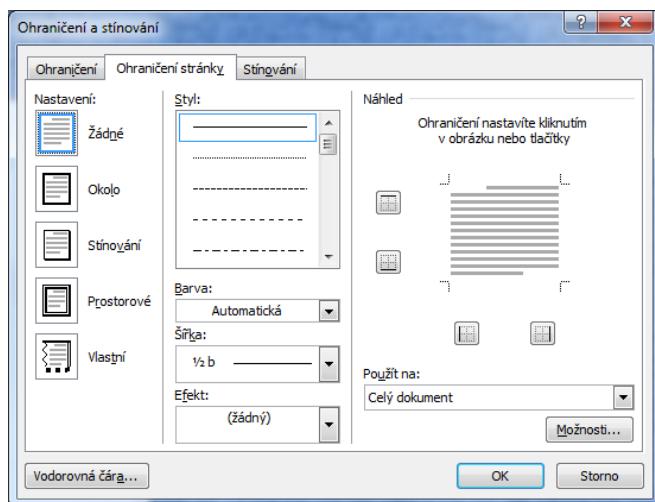 Ohraničení a stínování
Ohraničení
Ohraničení stránky
Stínování
Nastavení:
Žádné
Okolo
Stínování
Prostorové
Vlastní
Styl:
Barva:
Automatická
Šířka:
½ b
Efekt:
(žádný)
Náhled
Ohraničení nastavíte kliknutím
v obrázku nebo tlačítky
Použít na:
Celý dokument
Možnosti...
Vodorovná čára...
OK
Storno